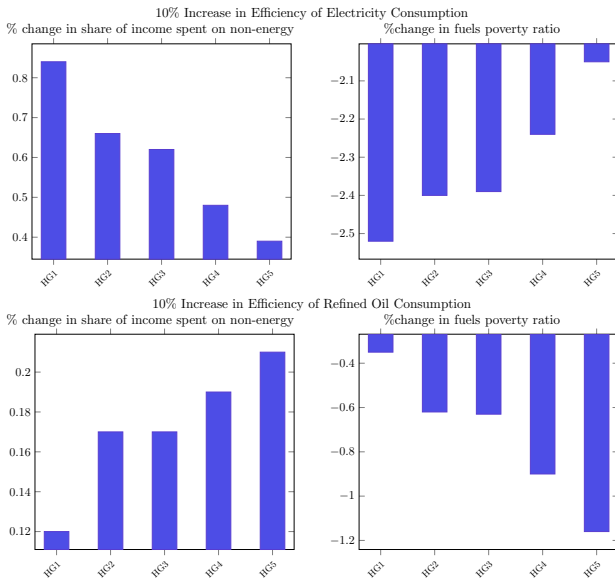 10% Increase in Efficiency of Electricity Consumption
% change in share of income spent on non-energy
%change in fuels poverty ratio
0.8
0.7
0.6
0.5
0.4
HG1 HG2 HG3 HG4 HG5
−2.1
−2.2
−2.3
−2.4
−2.5
HG1 HG2 HG3 HG4 HG5
10% Increase in Efficiency of Refined Oil Consumption
% change in share of income spent on non-energy
%change in fuels poverty ratio
0.2
0.18
0.16
0.14
0.12
HG1 HG2 HG3 HG4 HG5
−0.4
−0.6
−0.8
−1
−1.2
HG1 HG2 HG3 HG4 HG5